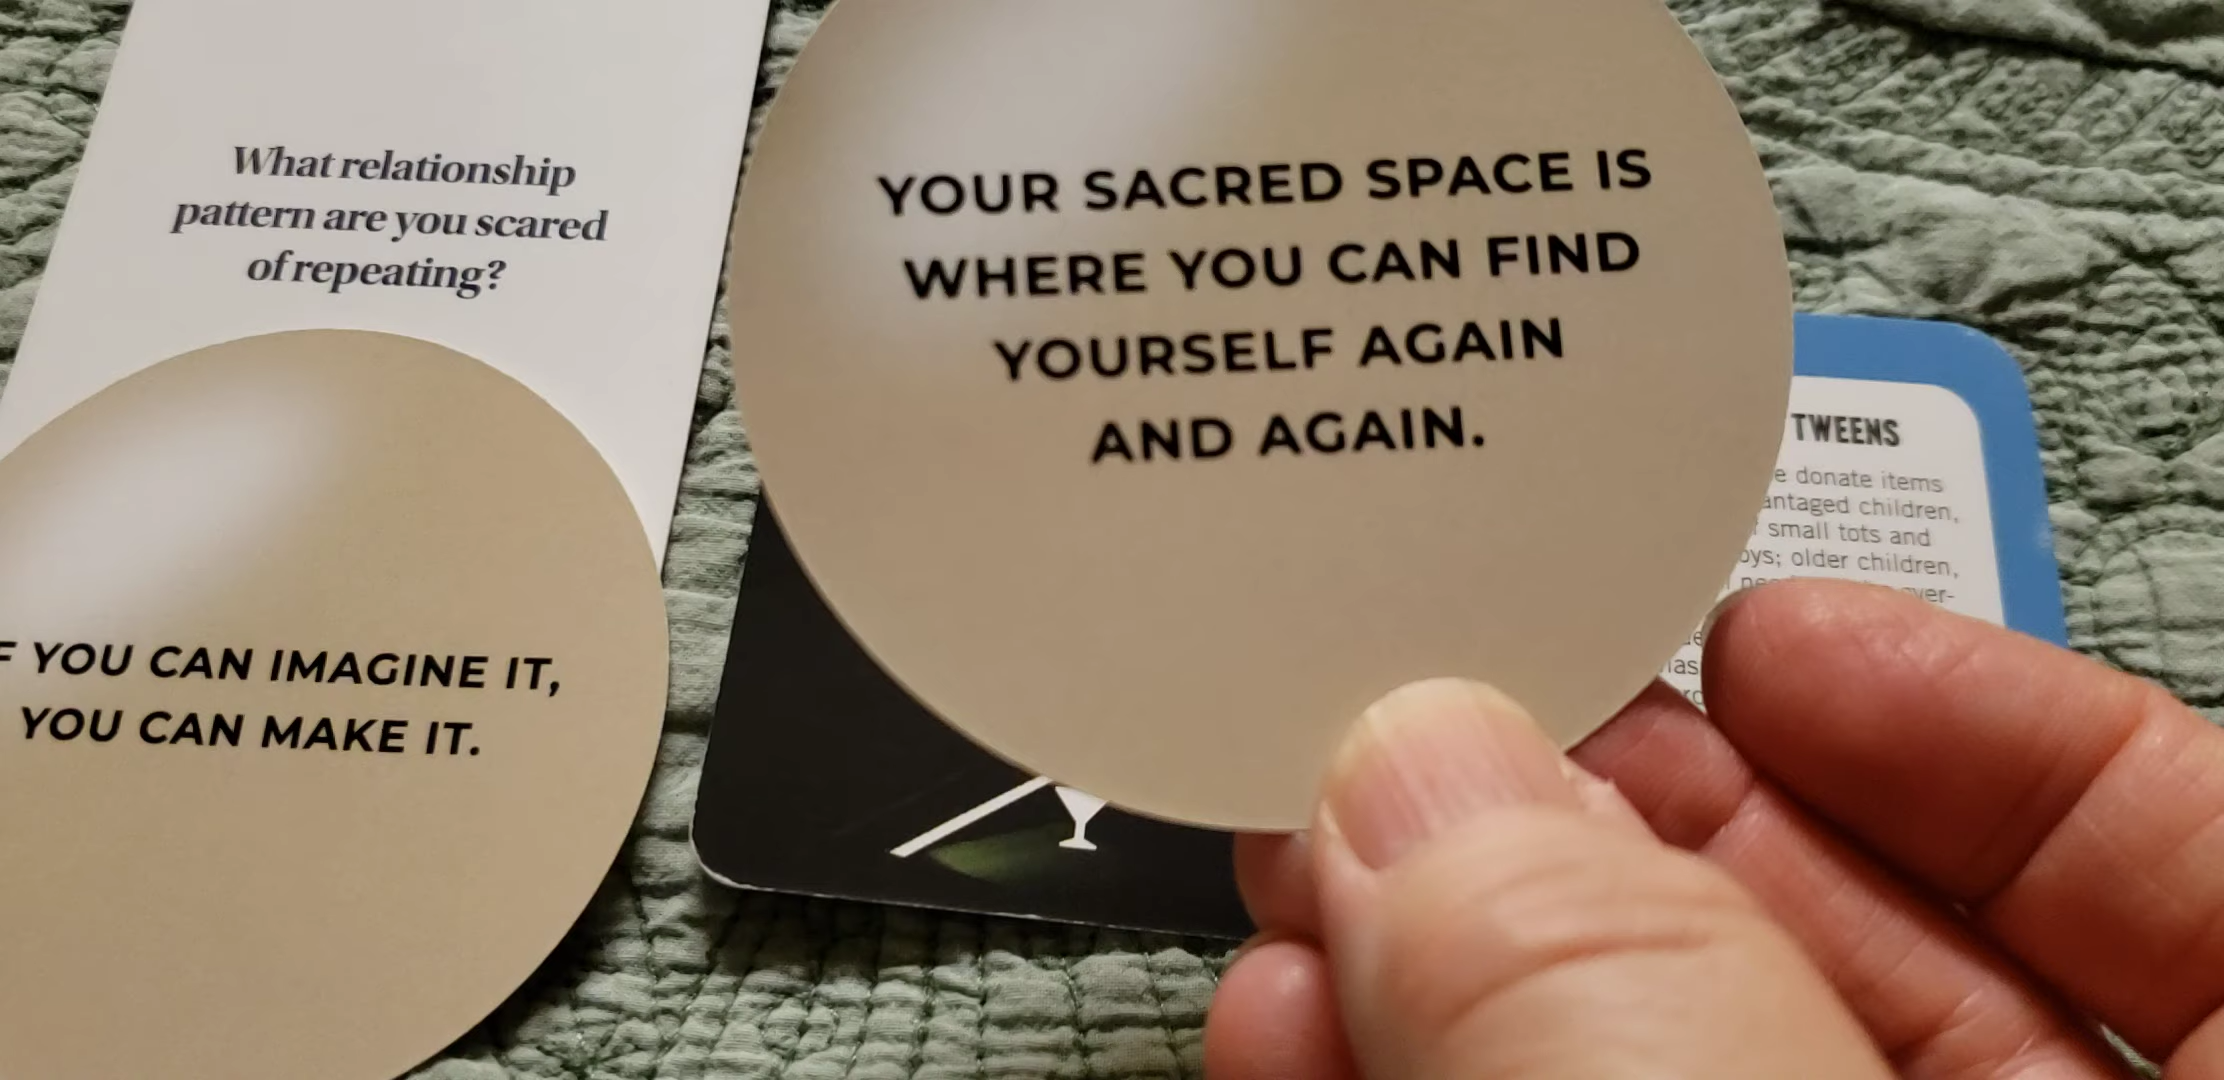 What relationship
pattern are you scared
of repeating?
YOUR SACRED SPACE IS
WHERE YOU CAN FIND
YOURSELF AGAIN
AND AGAIN.
YOU CAN IMAGINE IT,
YOU CAN MAKE IT.
TWEENS
donate items
children,
small tots and
older children,